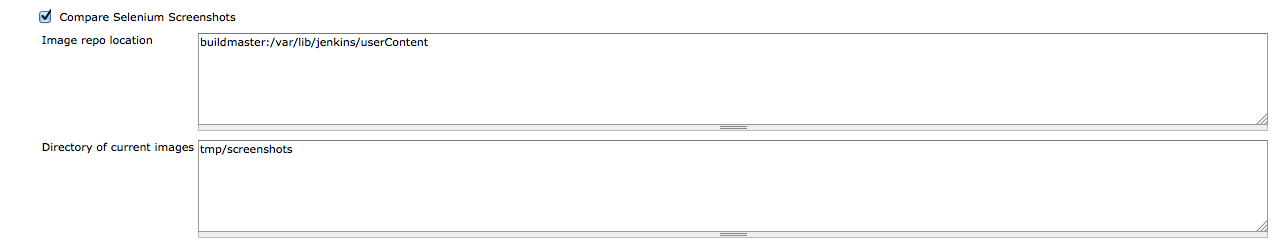 Compare Selenium Screenshots
Image repo location
buildmaster:/var/lib/jenkins/userContent
Directory of current images
tmp/screenshots